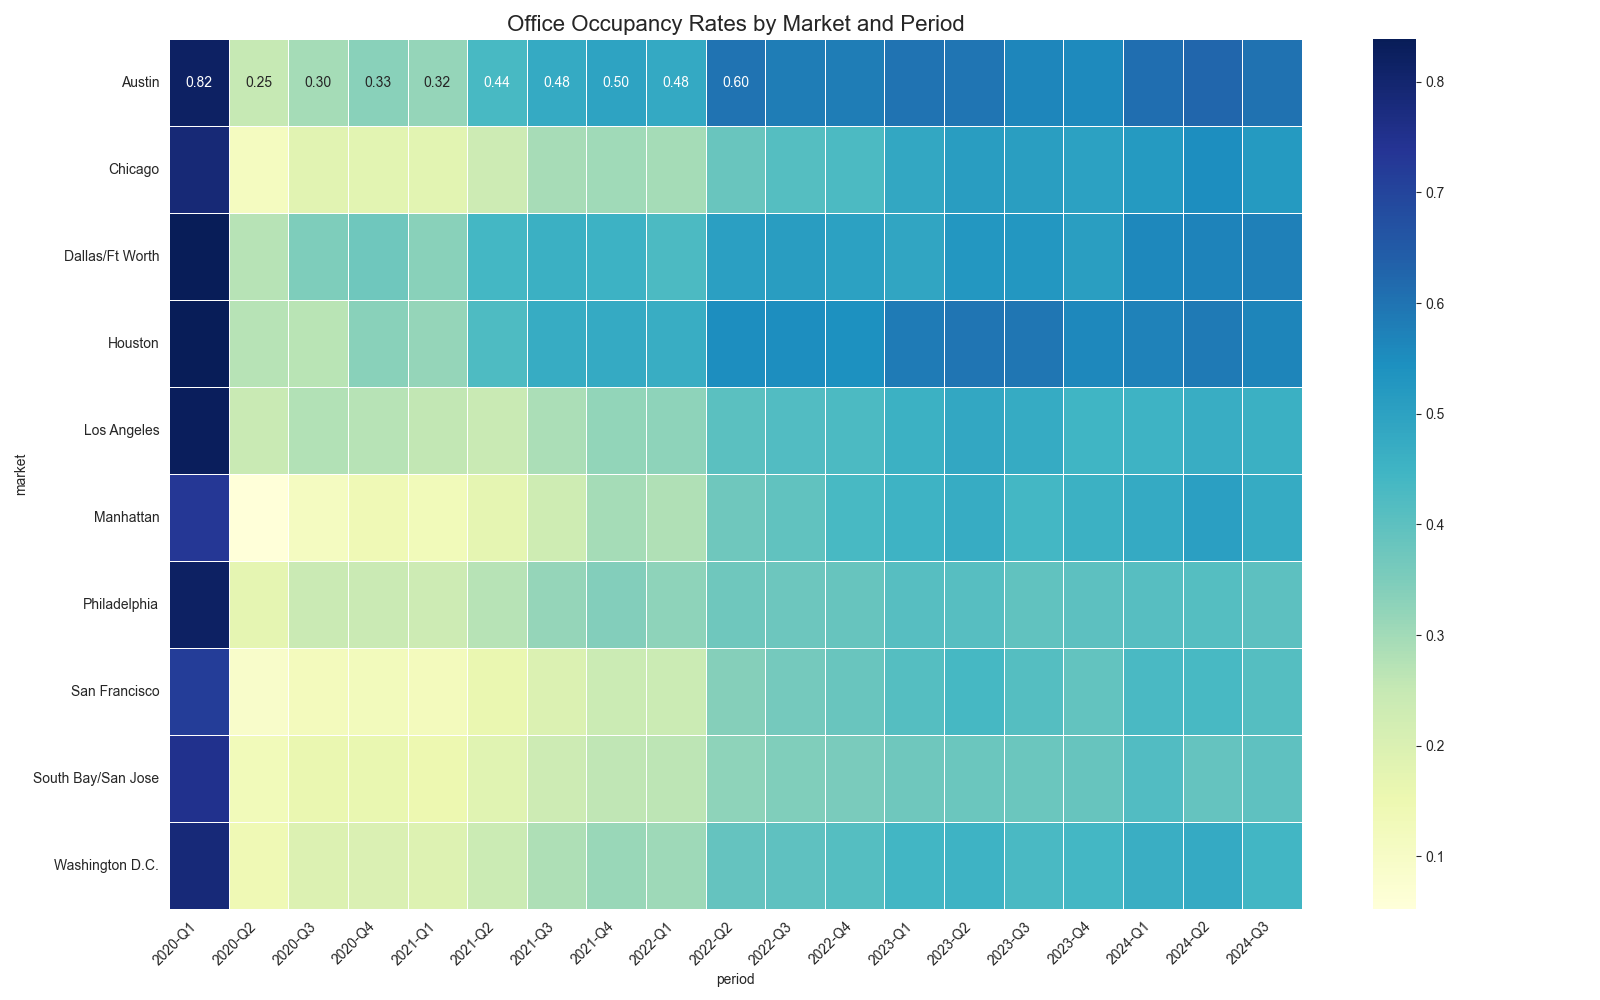 Office Occupancy Rates by Market and Period
Austin
0.82 0.25 0.30 0.33 0.32 0.44 0.48 0.50 0.48 0.60
Chicago
Dallas/Ft Worth
Houston
Los Angeles
Manhattan
Philadelphia
San Francisco
South Bay/San Jose
Washington D.C.
market
2020-Q1 2020-Q2 2020-Q3 2020-Q4 2021-Q1 2021-Q2 2021-Q3 2021-Q4 2022-Q1 2022-Q2 2022-Q3 2022-Q4 2023-Q1 2023-Q2 2023-Q3 2023-Q4 2024-Q1 2024-Q2 2024-Q3
period
0.8
0.7
0.6
0.5
0.4
0.3
0.2
0.1